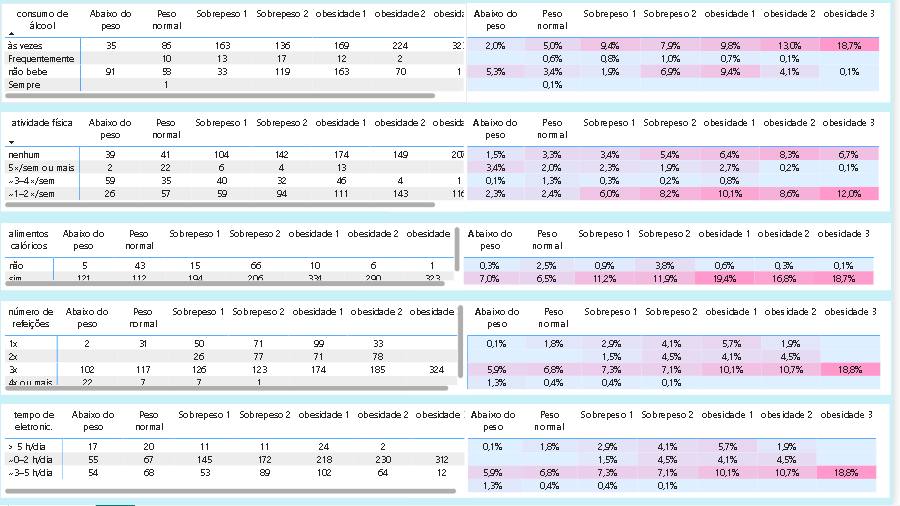 consumo de álcool Abaixo do peso Peso normal Sobrepeso 1 Sobrepeso 2 obesidade 1 obesidade 2 Abaixo do peso Peso normal Sobrepeso 1 Sobrepeso 2 obesidade 1 obesidade 2 obesidade 3
às vezes 35 86 163 136 169 224 2,0% 5,0% 9,4% 7,9% 9,8% 13,0% 18,7%
Frequentemente 10 13 17 12 2 0,6% 0,8% 1,0% 0,7% 0,1%
não bebe 91 58 33 119 163 70 1 5,3% 3,4% 1,9% 6,9% 9,4% 4,1% 0,1%
Sempre 1 0,1%
atividade física Abaixo do peso Peso normal Sobrepeso 1 Sobrepeso 2 obesidade 1 obesidade 2 Abaixo do peso Peso normal Sobrepeso 1 Sobrepeso 2 obesidade 1 obesidade 2 obesidade 3
nenhum 39 41 104 142 174 149 1,5% 3,3% 3,4% 5,4% 6,4% 8,3% 6,7%
5×/sem ou mais 2 22 6 4 13 3,4% 2,0% 2,3% 1,9% 2,7% 0,2% 0,1%
~3–4×/sem 59 35 40 32 46 4 1 0,1% 1,3% 0,3% 0,2% 0,8%
~1–2×/sem 26 57 59 94 111 143 116 2,3% 2,4% 6,0% 8,2% 10,1% 8,6% 12,0%
alimentos calóricos Abaixo do peso Peso normal Sobrepeso 1 Sobrepeso 2 obesidade 1 obesidade 2 obesidade Abaixo do peso Peso normal Sobrepeso 1 Sobrepeso 2 obesidade 1 obesidade 2 obesidade 3
não 5 43 15 66 10 6 1 0,3% 2,5% 0,9% 3,8% 0,6% 0,3% 0,1%
sim 121 112 194 206 334 290 323 7,0% 6,5% 11,2% 11,9% 19,4% 16,8% 18,7%
número de refeições Abaixo do peso Peso normal Sobrepeso 1 Sobrepeso 2 obesidade 1 obesidade 2 obesidade Abaixo do peso Peso normal Sobrepeso 1 Sobrepeso 2 obesidade 1 obesidade 2 obesidade 3
1x 2 31 50 71 99 33 0,1% 1,8% 2,9% 4,1% 5,7% 1,9%
2x 26 77 71 78 1,5% 4,5% 4,1% 4,5%
3x 102 117 126 123 174 185 324 5,9% 6,8% 7,3% 7,1% 10,1% 10,7% 18,8%
4x ou mais 22 7 7 1 1,3% 0,4% 0,4% 0,1%
tempo de eletronic. Abaixo do peso Peso normal Sobrepeso 1 Sobrepeso 2 obesidade 1 obesidade 2 obesidade Abaixo do peso Peso normal Sobrepeso 1 Sobrepeso 2 obesidade 1 obesidade 2 obesidade 3
> 5 h/dia 17 20 11 11 24 2 0,1% 1,8% 2,9% 4,1% 5,7% 1,9%
~0–2 h/dia 55 67 145 172 218 230 312 1,5% 4,5% 4,1% 4,5%
~3–5 h/dia 54 68 53 89 102 64 12 5,9% 6,8% 7,3% 7,1% 10,1% 10,7% 18,8%
1,3% 0,4% 0,4% 0,1%